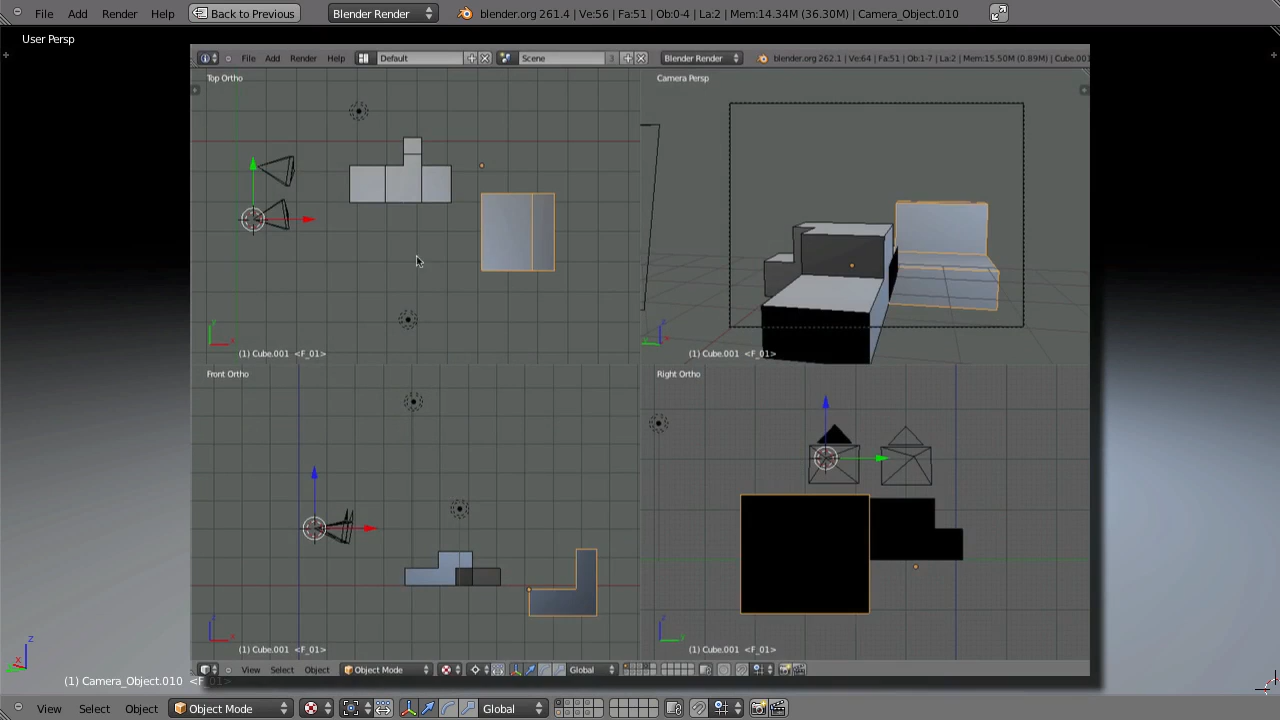 File Add Render Help Back to Previous Blender Render blender.org 261.4 | Ve:56 | Fa:51 | Ob:0-4 | La:2 | Mem:14.34M (36.30M) | Camera_Object.010
User Persp
File Add Render Help Default Scene 3 Blender Render blender.org 262.1 | Ve:64 | Fa:51 | Ob:1-7 | La:2 | Mem:15.50M (0.89M) | Cube.001
Top Ortho
Camera Persp
(1) Cube.001 <F_01>
(1) Cube.001 <F_01>
Front Ortho
Right Ortho
(1) Cube.001 <F_01>
(1) Cube.001 <F_01>
View Select Object Object Mode Global
z
x
(1) Camera_Object.010 <F_01>
View Select Object Object Mode Global